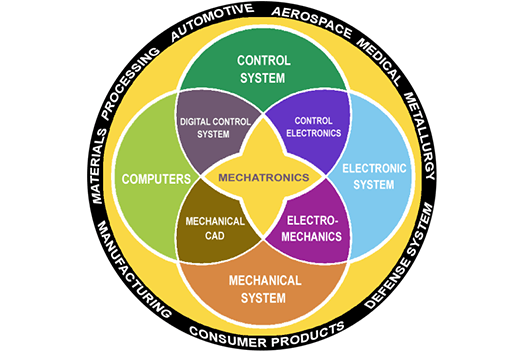 MATERIALS PROCESSING
AUTOMOTIVE
AEROSPACE
MEDICAL
METALLURGY
CONTROL
SYSTEM
DIGITAL CONTROL
SYSTEM
CONTROL
ELECTRONICS
COMPUTERS
MECHATRONICS
ELECTRONIC
SYSTEM
MECHANICAL
CAD
ELECTRO-
MECHANICS
MECHANICAL
SYSTEM
MANUFACTURING
CONSUMER PRODUCTS
DEFENSE SYSTEM